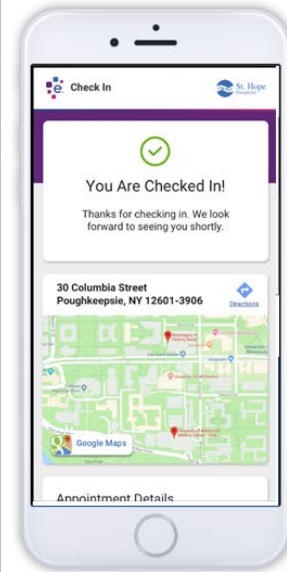 e.
Check In
St. Hope
You Are Checked In!
Thanks for checking in. We look
forward to seeing you shortly.
30 Columbia Street
Poughkeepsie, NY 12601-3906
Directions
Google Maps
Appointment Details